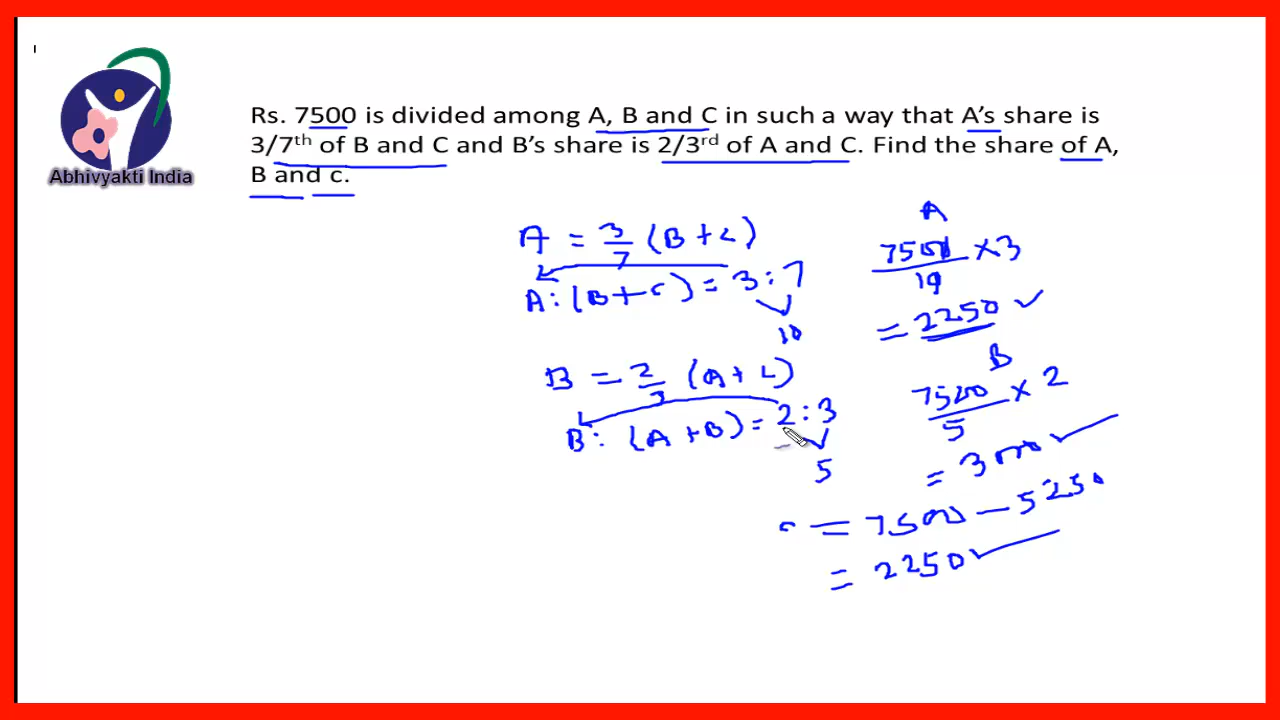 Abhivyakti India
Rs. 7500 is divided among A, B and C in such a way that A’s share is
3/7th of B and C and B’s share is 2/3rd of A and C. Find the share of A,
B and c.
A = 3/7 (B+C)
A : (B+C) = 3:7
10
B = 2/3 (A+C)
B : (A+B) = 2:3
5
A
7500/10 × 3
= 2250 ✓
B
7500/5 × 2
= 3000 ✓
C = 7500 - 5250
= 2250 ✓